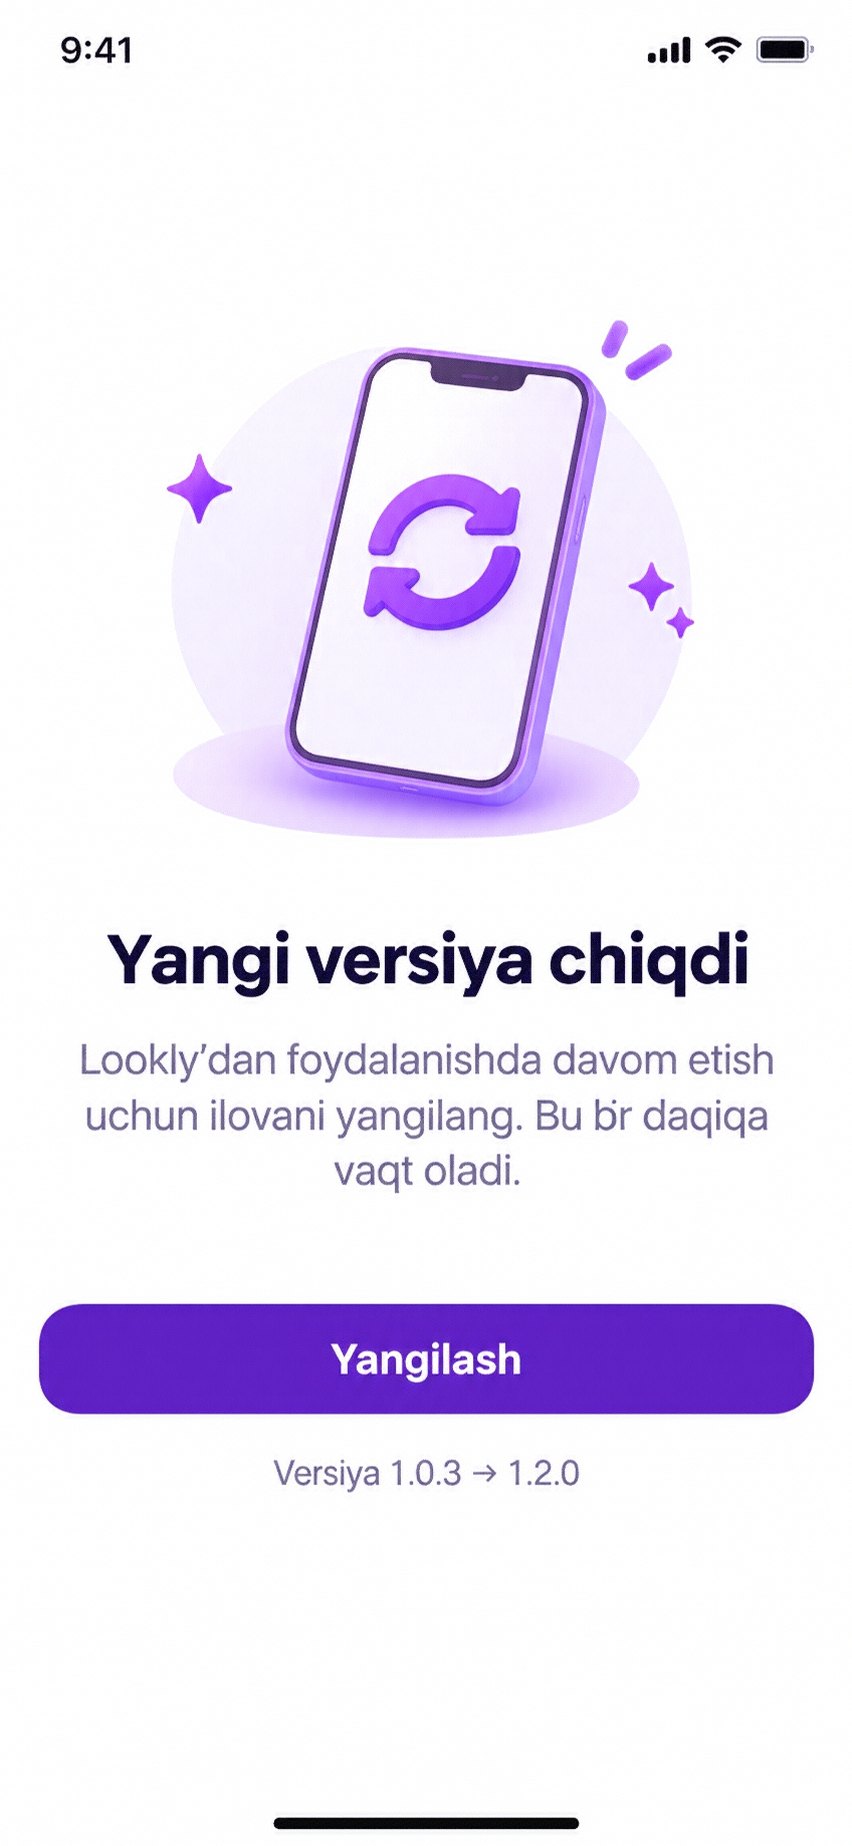 9:41
Yangi versiya chiqdi
Lookly’dan foydalanishda davom etish
uchun ilovani yangilang. Bu bir daqiqa
vaqt oladi.
Yangilash
Versiya 1.0.3 → 1.2.0